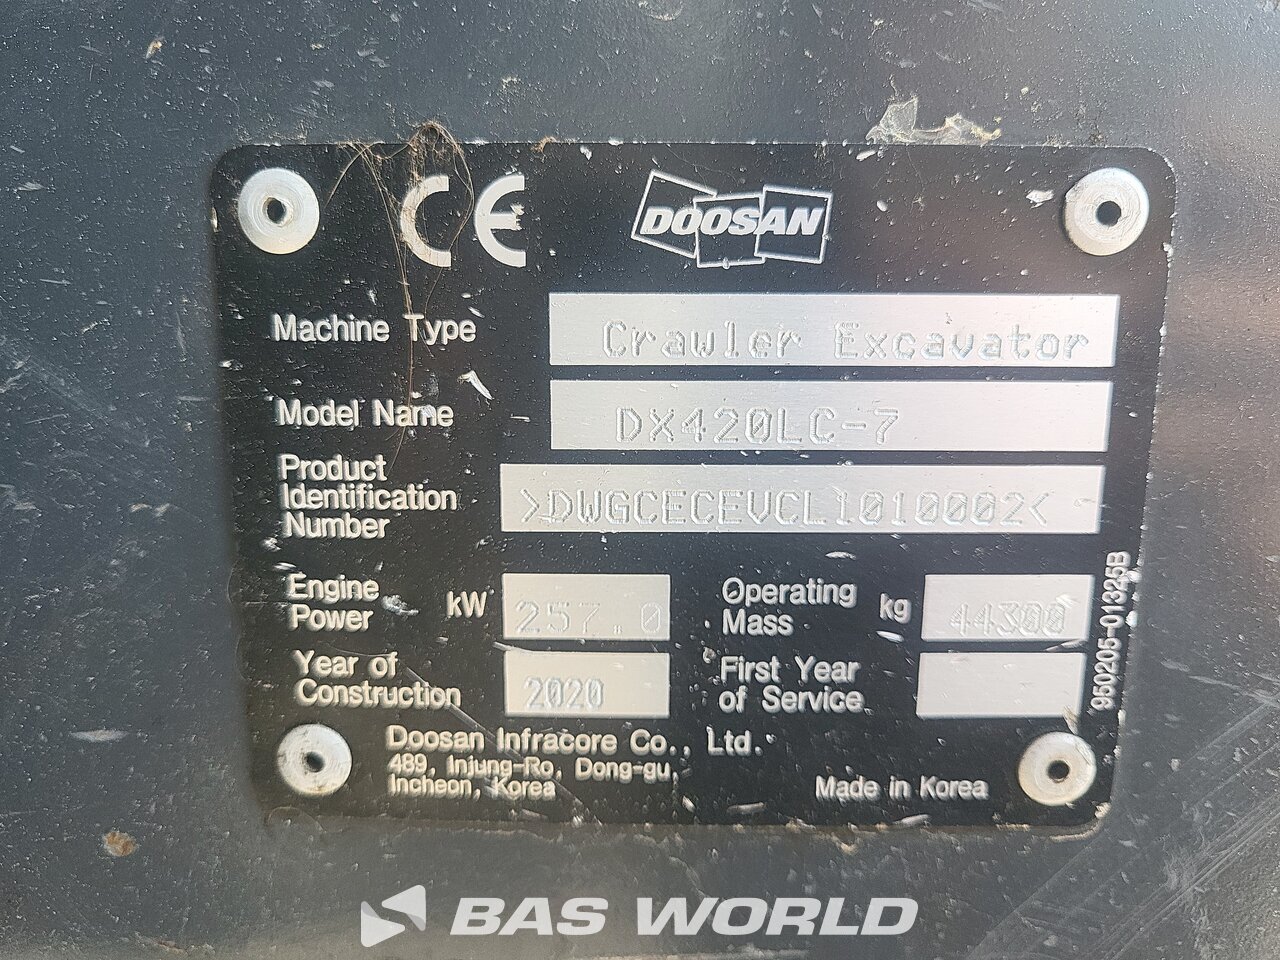 CE
DOOSAN
Machine Type Crawler Excavator
Model Name DX420LC-7
Product
Identification
Number >DWGCECEVCL1010002<
Engine
Power kW 257.0
Operating
Mass kg 44300
Year of
Construction 2020
First Year
of Service
Doosan Infracore Co., Ltd.
489, Injung-Ro, Dong-gu,
Incheon, Korea
Made in Korea
950205-01325B
BAS WORLD